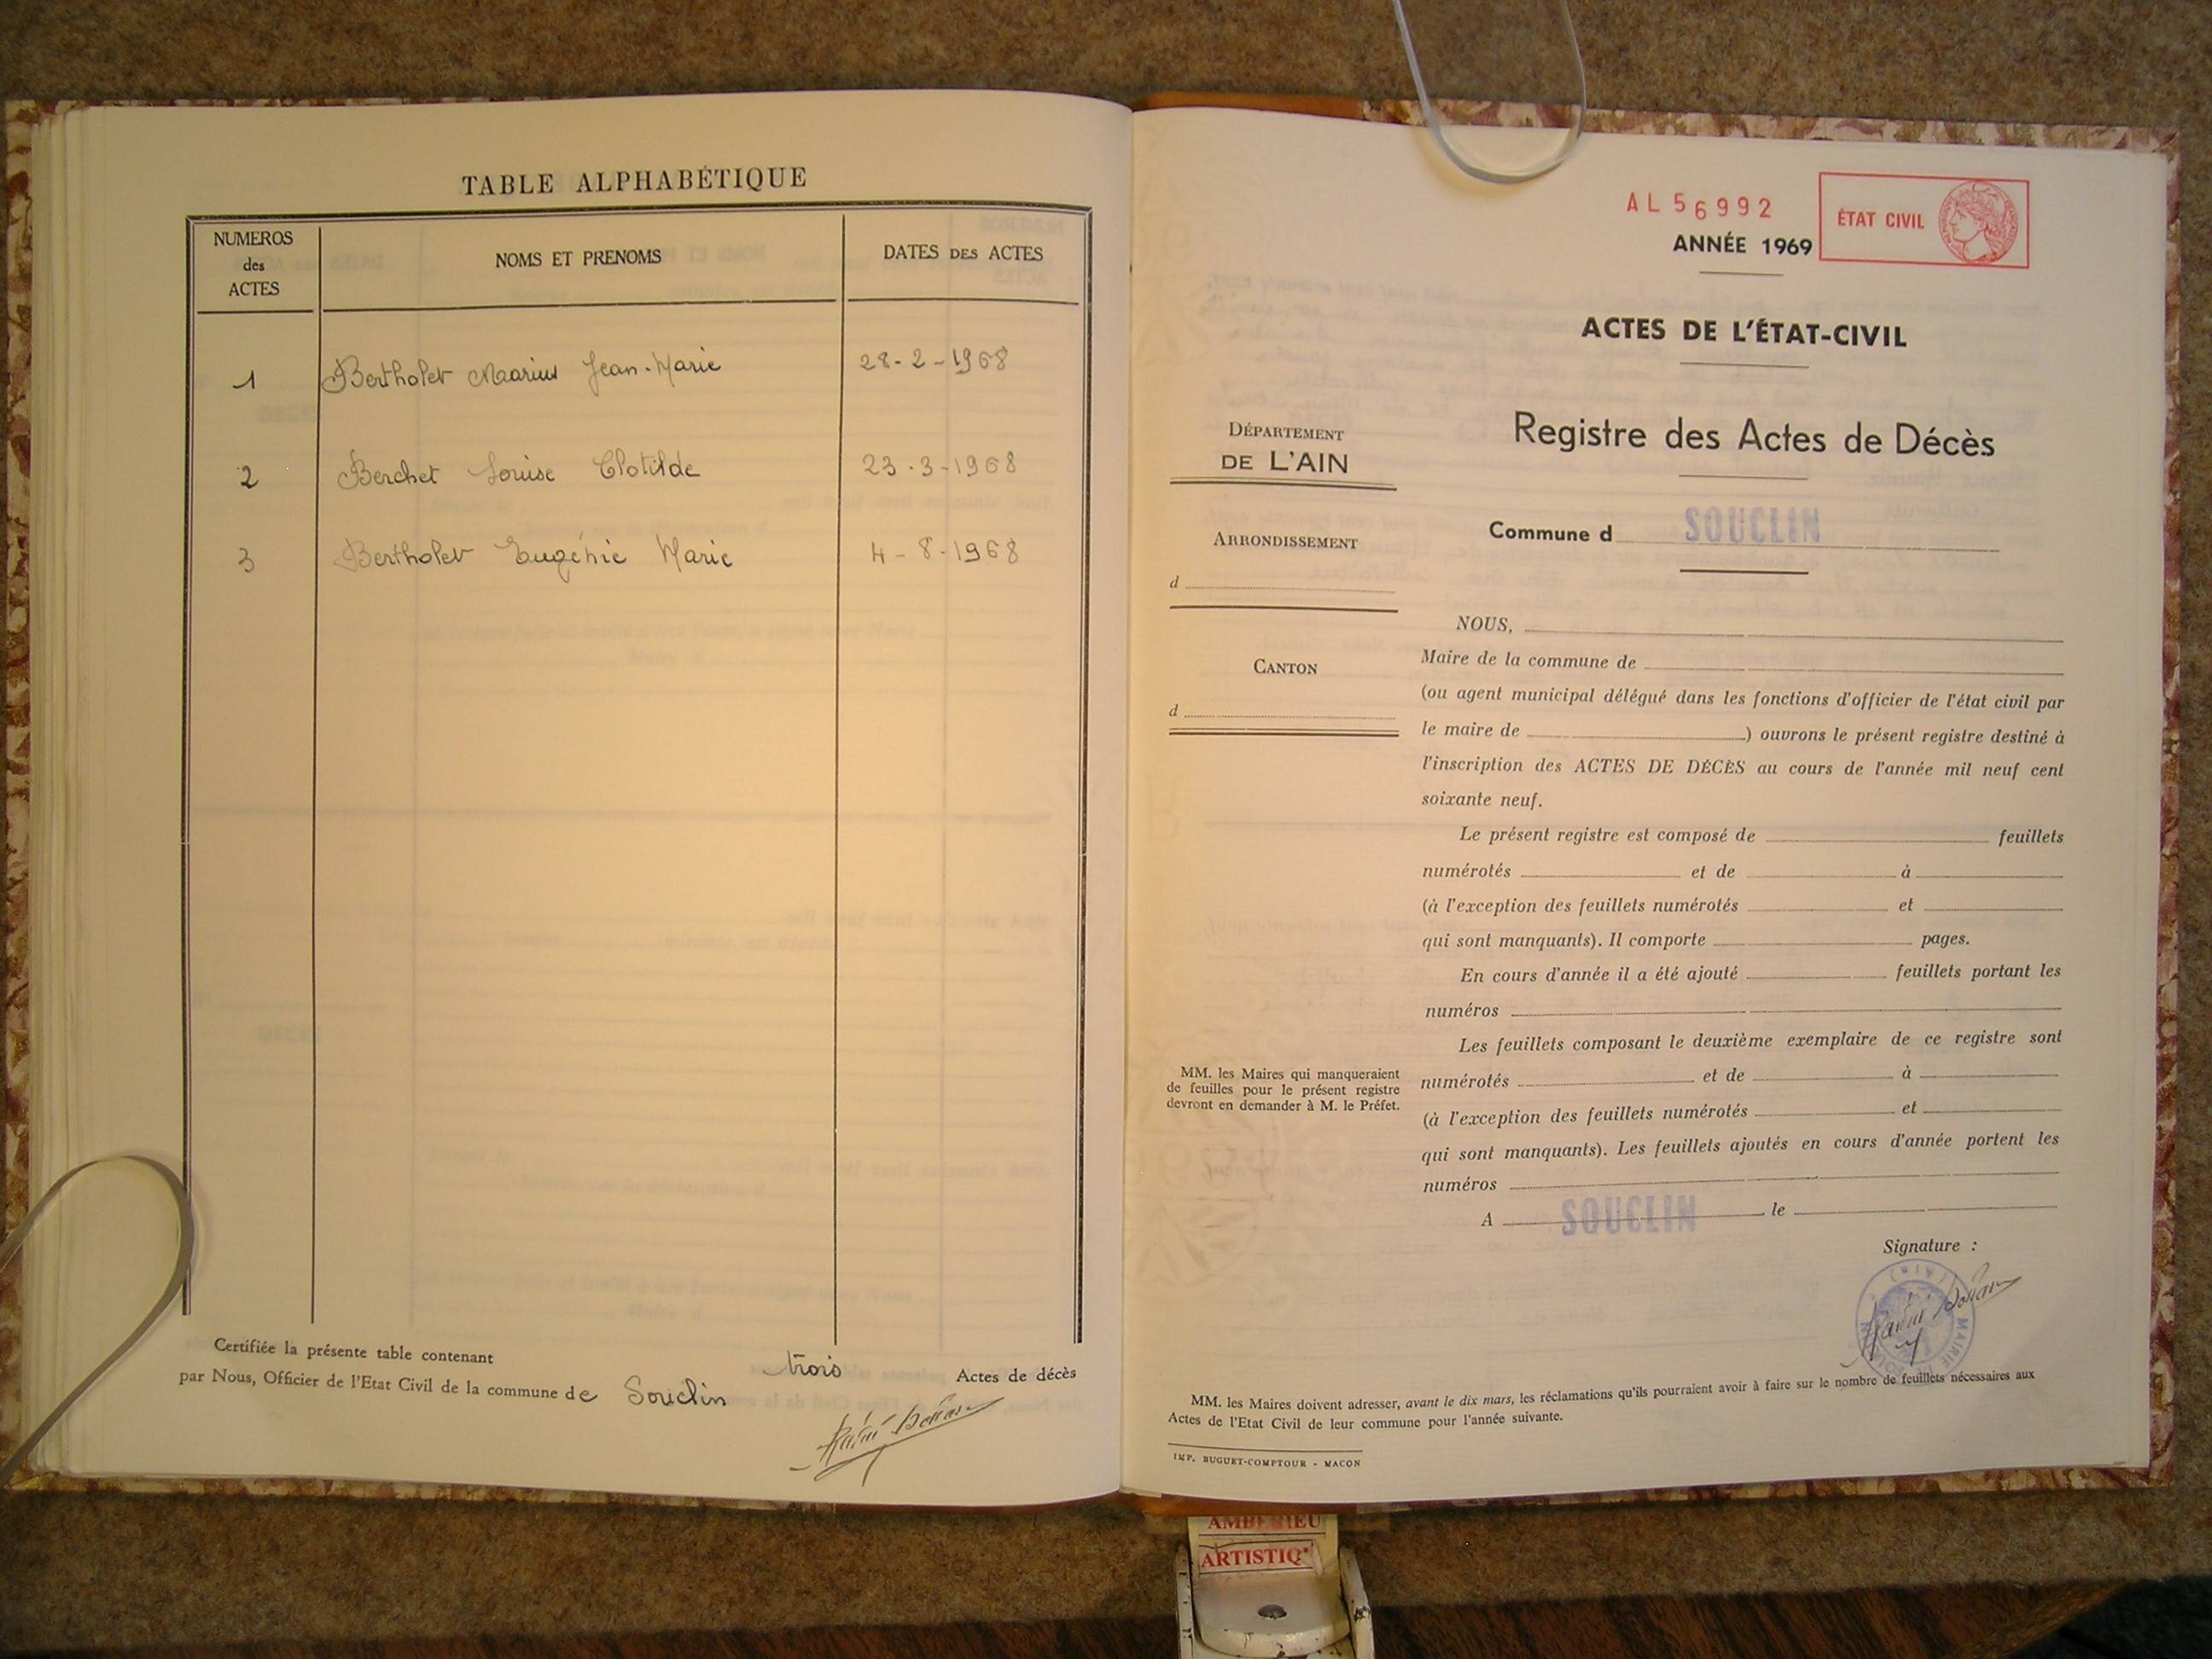 TABLE ALPHABÉTIQUE
NUMEROS
des
ACTES
NOMS ET PRENOMS
DATES DES ACTES
1 Bertholet Marius Jean-Marie 28-2-1968
2 Berchet Louise Clotilde 23-3-1968
3 Bertholet Eugénie Marie 4-8-1968
Certifiée la présente table contenant trois Actes de décès
par Nous, Officier de l'Etat Civil de la commune de Souclin
AL56992
ÉTAT CIVIL
ANNÉE 1969
ACTES DE L'ÉTAT-CIVIL
Registre des Actes de Décès
Commune d SOUCLIN
DÉPARTEMENT
DE L'AIN
ARRONDISSEMENT
d
CANTON
d
MM. les Maires qui manqueraient
de feuilles pour le présent registre
devront en demander à M. le Préfet.
NOUS,
Maire de la commune de
(ou agent municipal délégué dans les fonctions d'officier de l'état civil par
le maire de ) ouvrons le présent registre destiné à
l'inscription des ACTES DE DÉCÈS au cours de l'année mil neuf cent
soixante neuf.
Le présent registre est composé de feuillets
numérotés et de à
(à l'exception des feuillets numérotés et
qui sont manquants). Il comporte pages.
En cours d'année il a été ajouté feuillets portant les
numéros
Les feuillets composant le deuxième exemplaire de ce registre sont
numérotés et de à
(à l'exception des feuillets numérotés et
qui sont manquants). Les feuillets ajoutés en cours d'année portent les
numéros
A SOUCLIN le
Signature :
MM. les Maires doivent adresser, avant le dix mars, les réclamations qu'ils pourraient avoir à faire sur le nombre de feuillets nécessaires aux
Actes de l'Etat Civil de leur commune pour l'année suivante.
IMP. BUGUET-COMPTOUR - MACON
AMBERIEU
ARTISTIQ